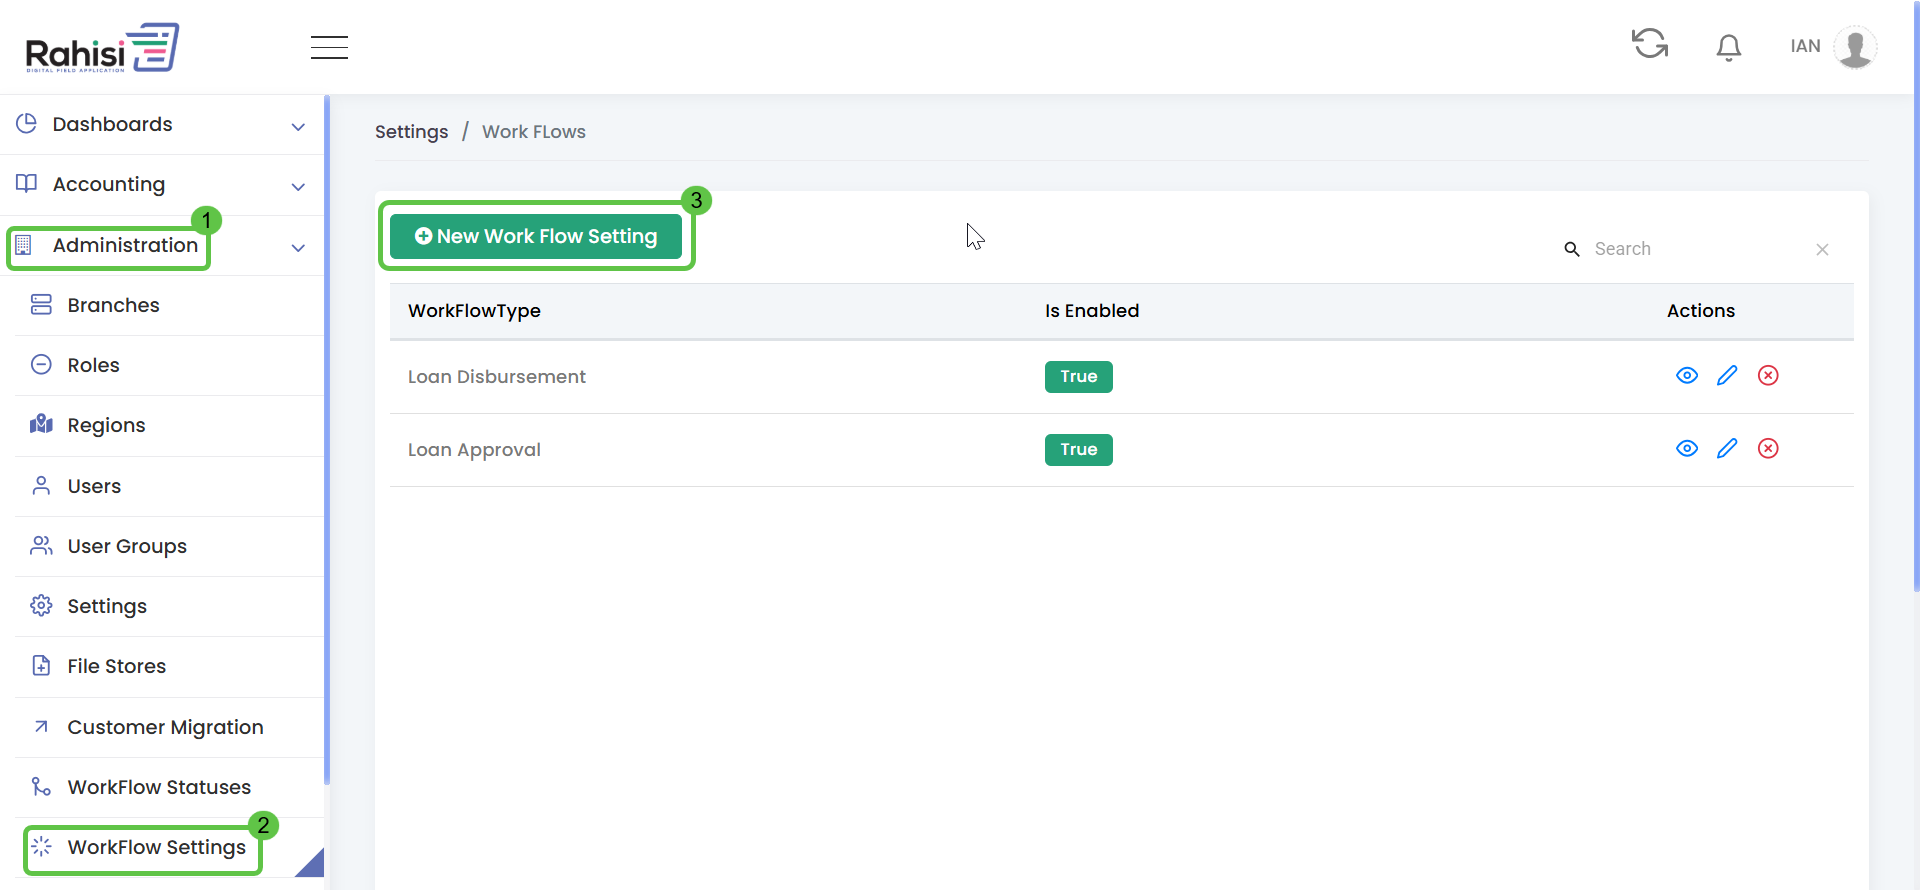 Rahisi
DIGITAL FIELD APPLICATION
IAN
Dashboards
Accounting
1
Administration
Branches
Roles
Regions
Users
User Groups
Settings
File Stores
Customer Migration
WorkFlow Statuses
2
WorkFlow Settings
Settings / Work FLows
3
New Work Flow Setting
Search
WorkFlowType Is Enabled Actions
Loan Disbursement True
Loan Approval True